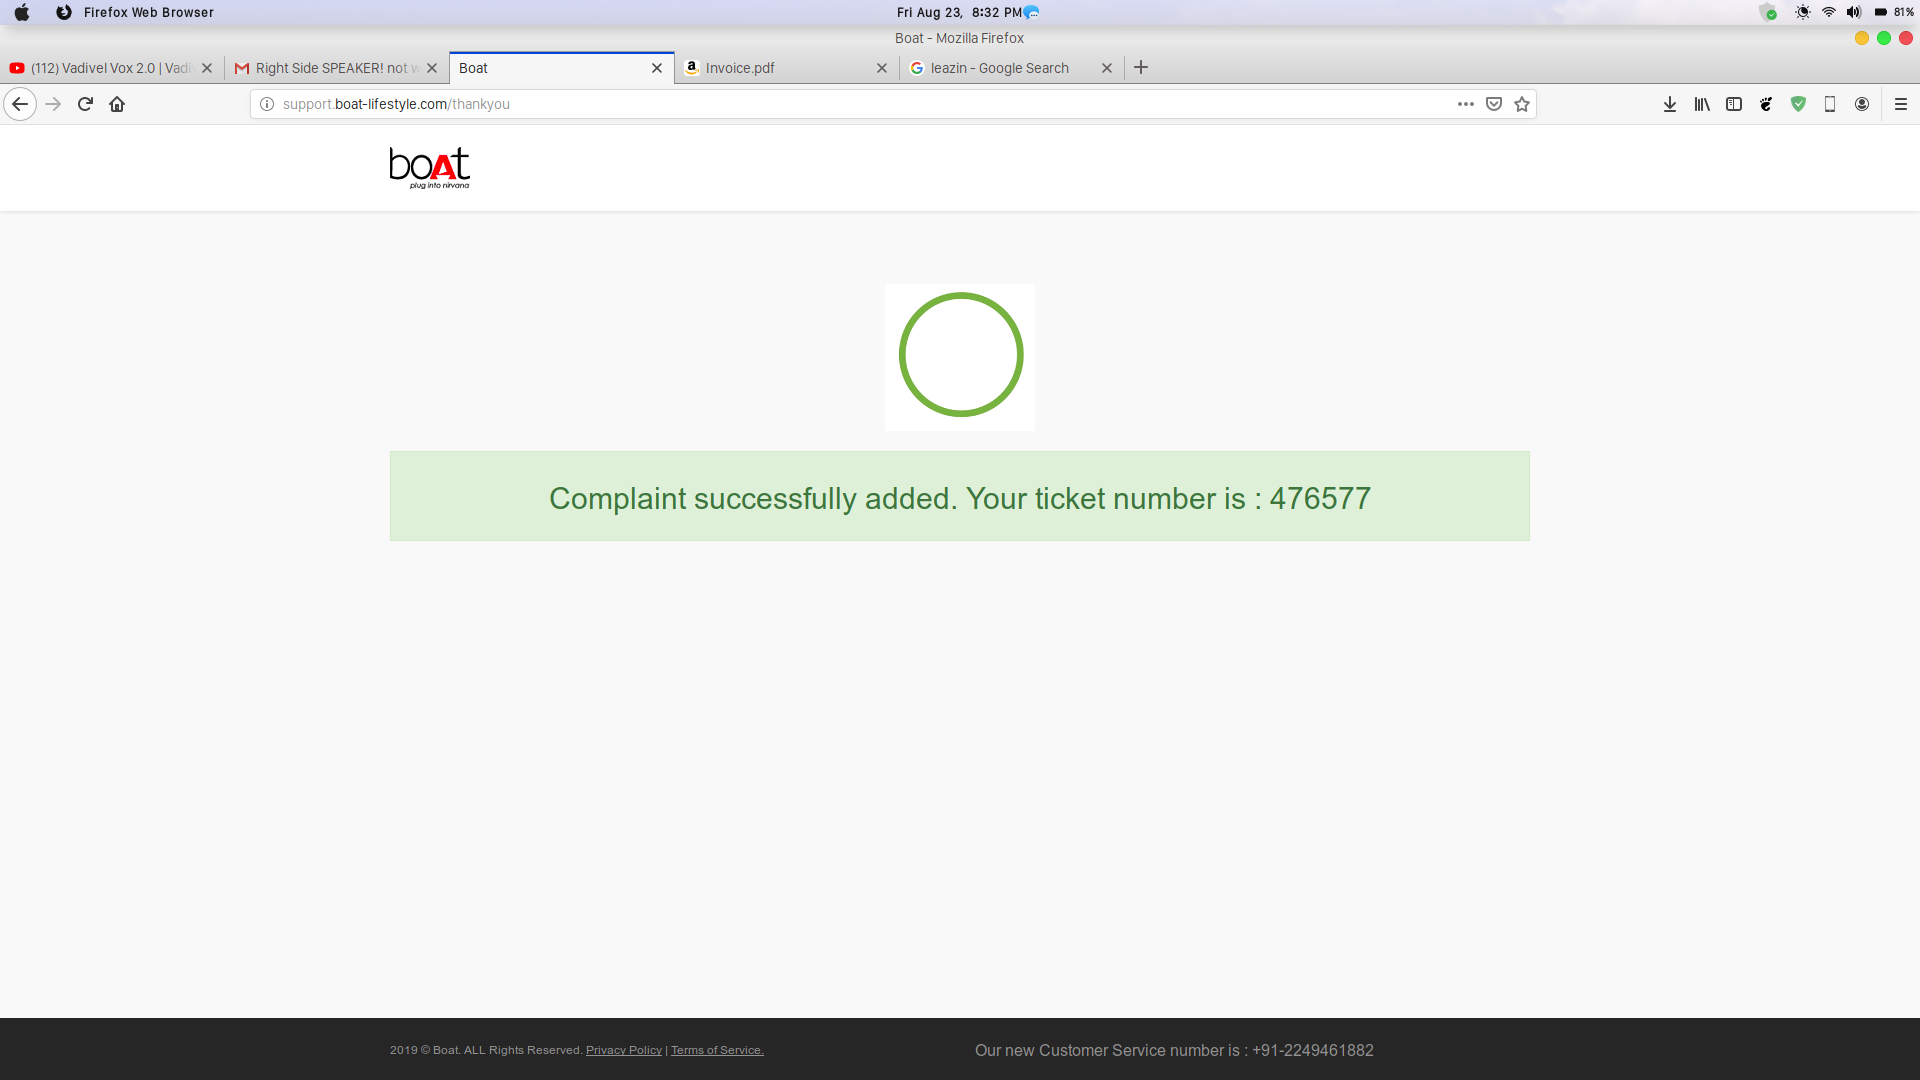 Firefox Web Browser
Fri Aug 23, 8:32 PM
81%
Boat - Mozilla Firefox
(112) Vadivel Vox 2.0 | Vadi
Right Side SPEAKER! not w
Boat
Invoice.pdf
leazin - Google Search
support.boat-lifestyle.com/thankyou
boAt
plug into nirvana
Complaint successfully added. Your ticket number is : 476577
2019 © Boat. ALL Rights Reserved. Privacy Policy | Terms of Service.
Our new Customer Service number is : +91-2249461882